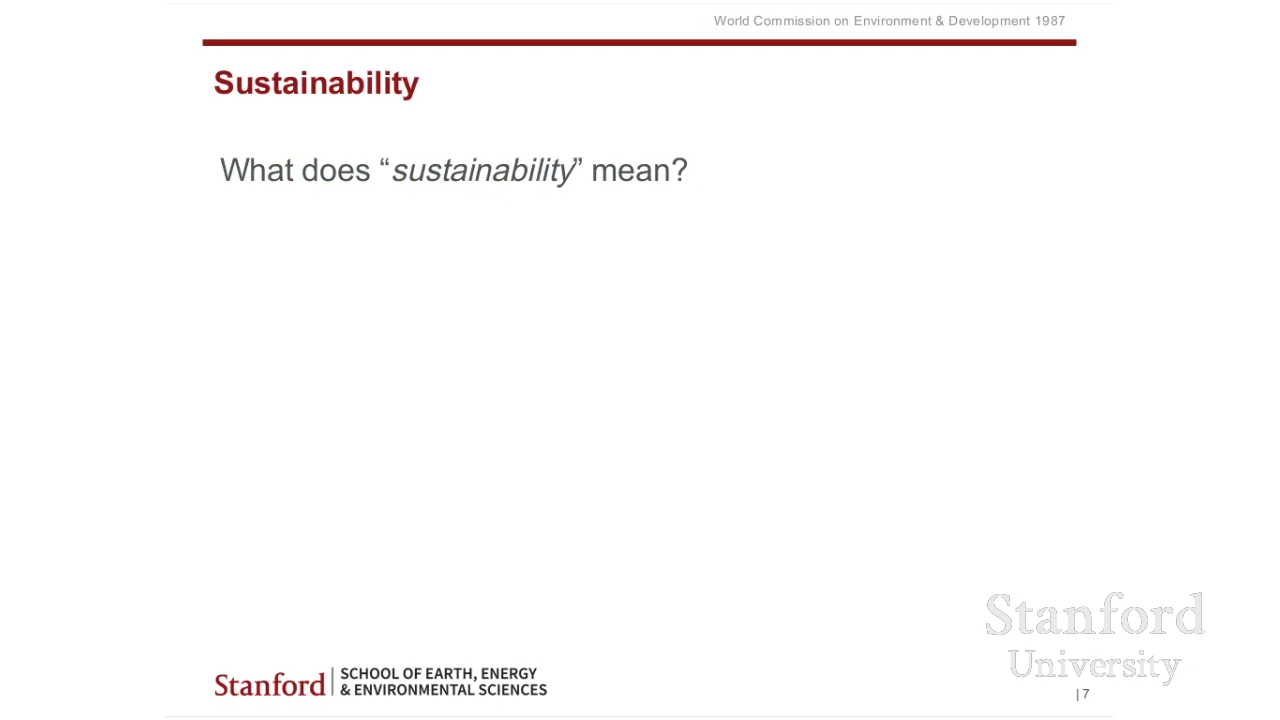 World Commission on Environment & Development 1987
Sustainability
What does “sustainability” mean?
Stanford
University
Stanford | SCHOOL OF EARTH, ENERGY
& ENVIRONMENTAL SCIENCES
| 7